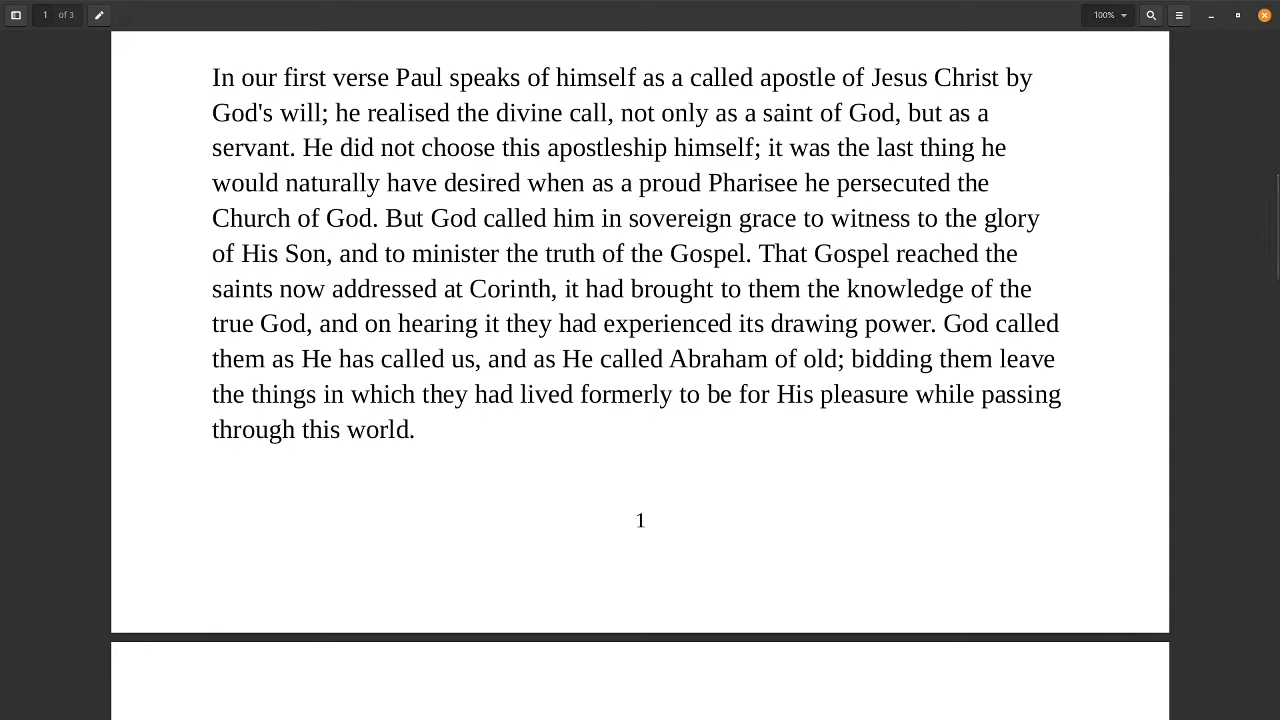 1 of 3
100%
In our first verse Paul speaks of himself as a called apostle of Jesus Christ by
God's will; he realised the divine call, not only as a saint of God, but as a
servant. He did not choose this apostleship himself; it was the last thing he
would naturally have desired when as a proud Pharisee he persecuted the
Church of God. But God called him in sovereign grace to witness to the glory
of His Son, and to minister the truth of the Gospel. That Gospel reached the
saints now addressed at Corinth, it had brought to them the knowledge of the
true God, and on hearing it they had experienced its drawing power. God called
them as He has called us, and as He called Abraham of old; bidding them leave
the things in which they had lived formerly to be for His pleasure while passing
through this world.
1